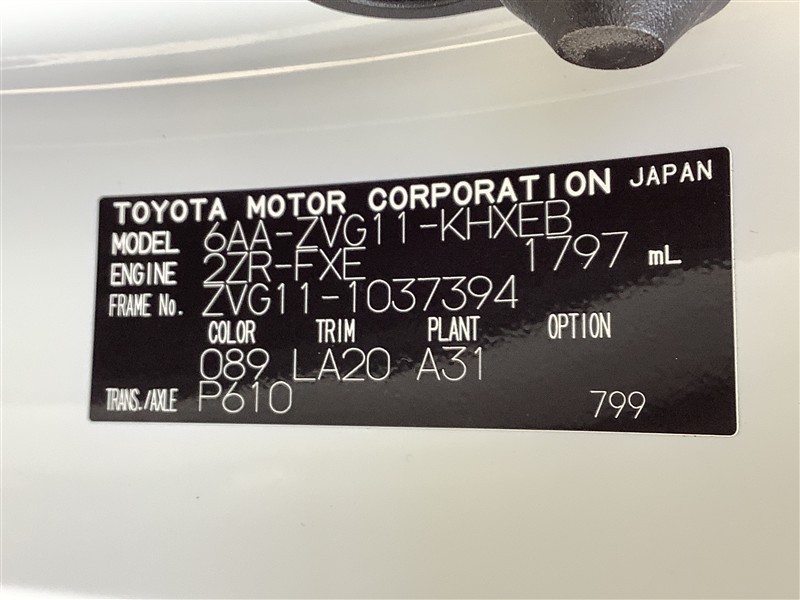 TOYOTA MOTOR CORPORATION JAPAN
MODEL 6AA-ZVG11-KHXEB
ENGINE 2ZR-FXE 1797 mL
FRAME No. ZVG11-1037394
COLOR TRIM PLANT OPTION
089 LA20 A31
TRANS./AXLE P610 799